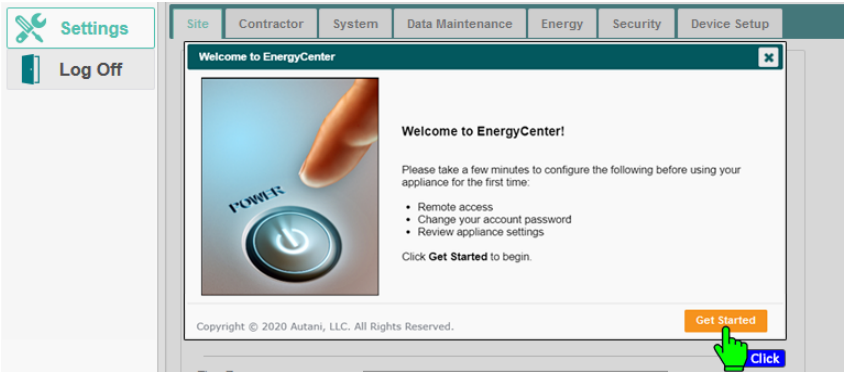 Settings
Log Off
Site Contractor System Data Maintenance Energy Security Device Setup
Welcome to EnergyCenter
POWER
Welcome to EnergyCenter!
Please take a few minutes to configure the following before using your
appliance for the first time:
• Remote access
• Change your account password
• Review appliance settings
Click Get Started to begin.
Copyright © 2020 Autani, LLC. All Rights Reserved.
Get Started
Click